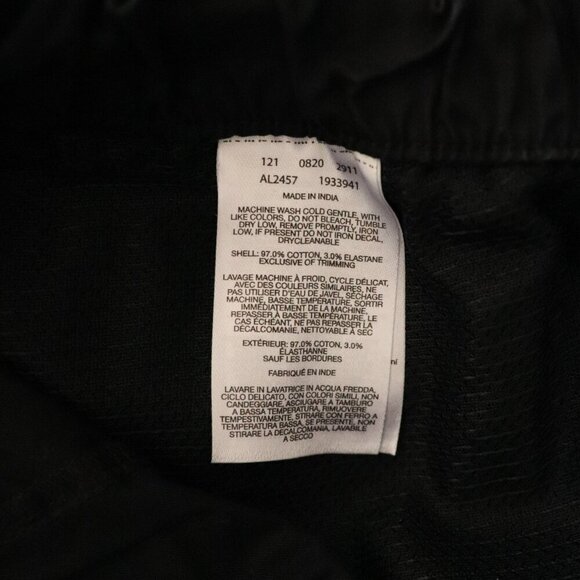 121 0820 2911
AL2457 1933941
MADE IN INDIA
MACHINE WASH COLD GENTLE, WITH
LIKE COLORS, DO NOT BLEACH, TUMBLE
DRY LOW, REMOVE PROMPTLY, IRON
LOW, IF PRESENT DO NOT IRON DECAL,
DRYCLEANABLE
SHELL: 97.0% COTTON, 3.0% ELASTANE
EXCLUSIVE OF TRIMMING
LAVAGE MACHINE À FROID, CYCLE DÉLICAT,
AVEC DES COULEURS SIMILAIRES, NE
PAS UTILISER D'EAU DE JAVEL, SÉCHAGE
MACHINE, BASSE TEMPÉRATURE, SORTIR
IMMÉDIATEMENT DE LA MACHINE,
REPASSER À BASSE TEMPÉRATURE, LE
CAS ÉCHÉANT, NE PAS REPASSER LA
DÉCALCOMANIE, NETTOYABLE À SEC
EXTÉRIEUR: 97.0% COTON, 3.0%
ÉLASTHANNE
SAUF LES BORDURES
FABRIQUÉ EN INDE
LAVARE IN LAVATRICE IN ACQUA FREDDA,
CICLO DELICATO, CON COLORI SIMILI, NON
CANDEGGIARE, ASCIUGARE A TAMBURO
A BASSA TEMPERATURA, RIMUOVERE
TEMPESTIVAMENTE, STIRARE CON FERRO A
TEMPERATURA BASSA, SE PRESENTE, NON
STIRARE LA DECALCOMANIA, LAVABILE
A SECCO